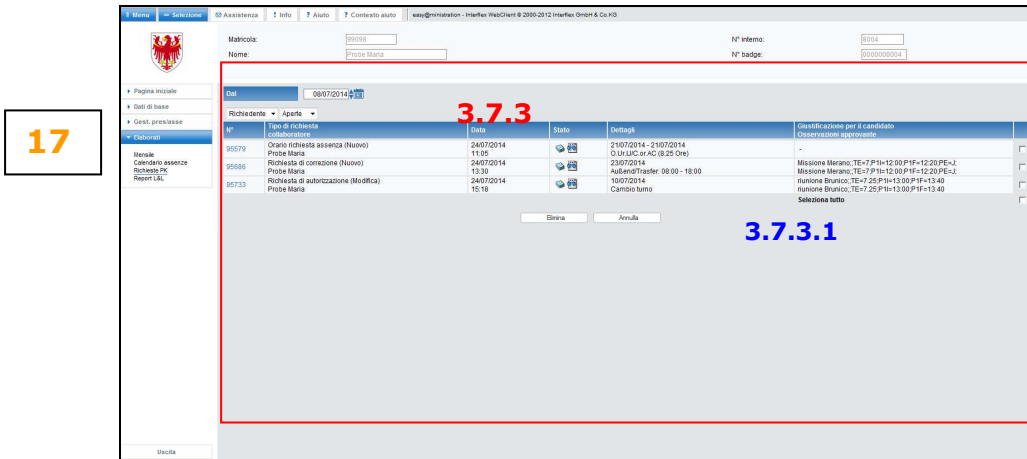 Menu Selezione Assistenza ! Info ? Aiuto ? Contesto aiuto easy@ministration - Interflex WebClient © 2000-2012 Interflex GmbH & Co.KG
Matricola: 99098 N° interno: 8004
Nome: Probe Maria N° badge: 0000000004
Pagina iniziale
Dati di base
Gest. pres/asse
Elaborati
Mensile
Calendario assenze
Richieste PK
Report L&L
Uscita
17
Dal 08/07/2014
Richiedente Aperte
3.7.3
N° Tipo di richiesta Data Stato Dettagli Giustificazione per il candidato
collaboratore Osservazioni approvante
95579 Orario richiesta assenza (Nuovo) 24/07/2014 21/07/2014 - 21/07/2014 -
Probe Maria 11:05 O.Ur.L/C.or.AC (8.25 Ore)
95686 Richiesta di correzione (Nuovo) 24/07/2014 23/07/2014 Missione Merano;;TE=7;P1I=12:00;P1F=12:20;PE=J;
Probe Maria 13:30 Außend/Trasfer: 08:00 - 18:00 Missione Merano;;TE=7;P1I=12:00;P1F=12:20;PE=J;
95733 Richiesta di autorizzazione (Modifica) 24/07/2014 10/07/2014 riunione Brunico;;TE=7.25;P1I=13:00;P1F=13:40
Probe Maria 15:18 Cambio turno riunione Brunico;;TE=7.25;P1I=13:00;P1F=13:40
Seleziona tutto
Elimina Annulla
3.7.3.1